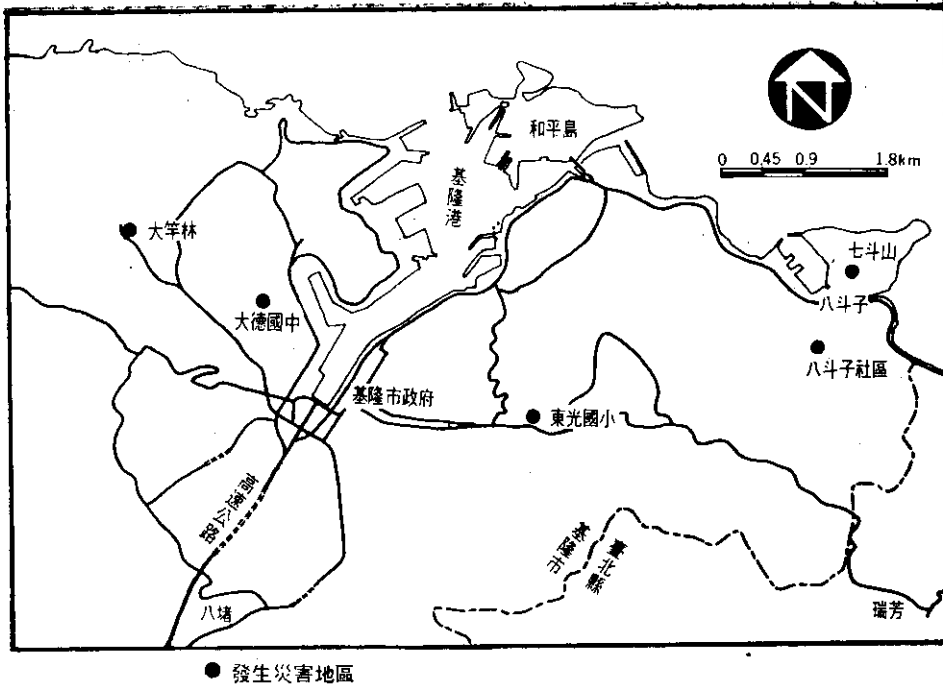 N
和平島
0 0.45 0.9 1.8km
基隆港
大竿林
七斗山
大德國中
八斗子
八斗子社區
基隆市政府
東光國小
高速公路
臺北縣
基隆市
八堵
瑞芳
發生災害地區